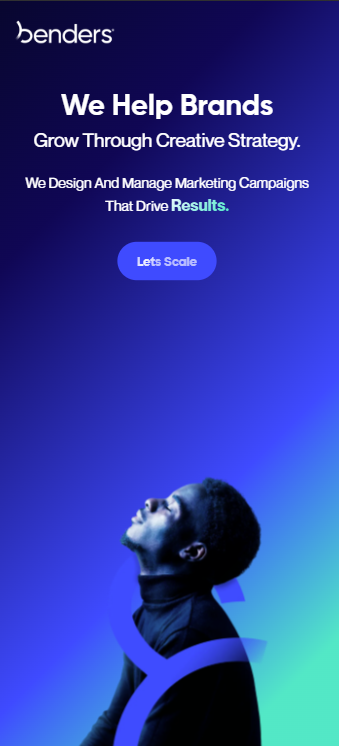 benders
We Help Brands
Grow Through Creative Strategy.
We Design And Manage Marketing Campaigns
That Drive Results.
Lets Scale